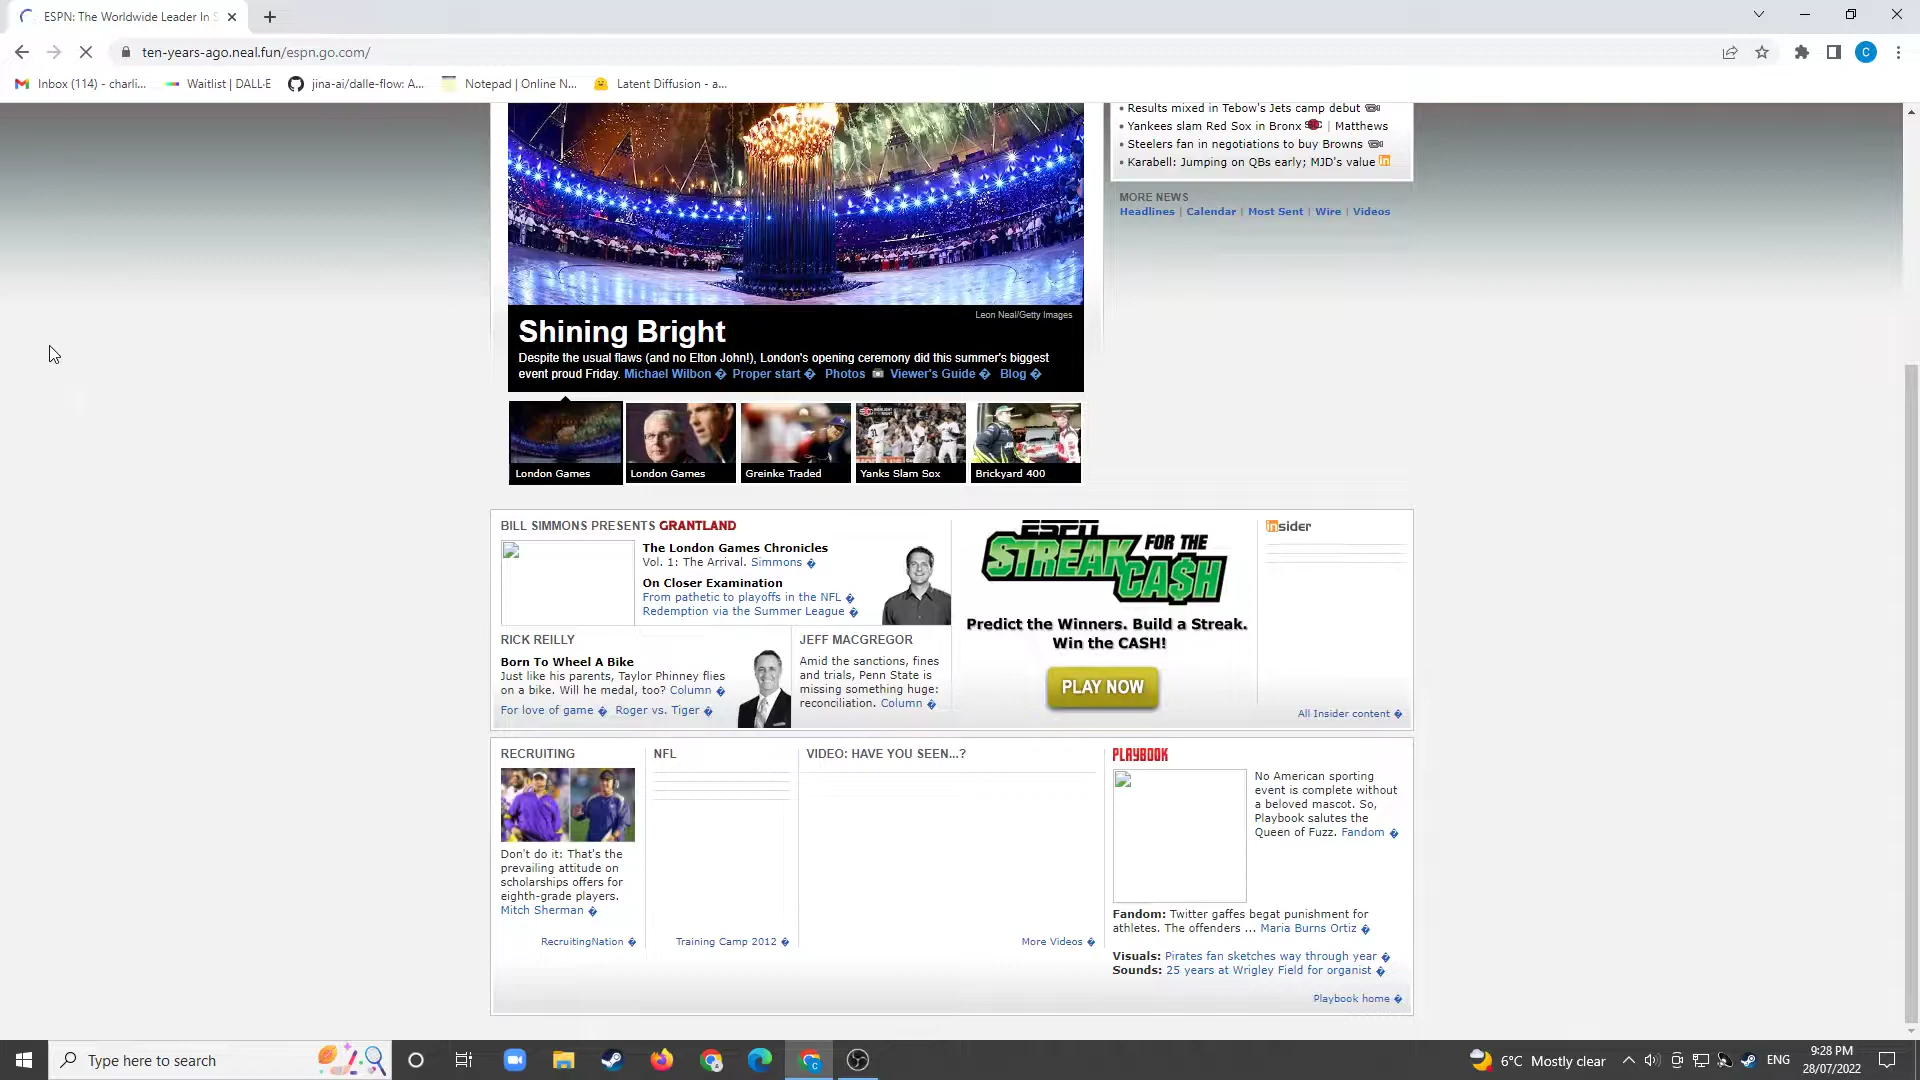 ESPN: The Worldwide Leader In S
ten-years-ago.neal.fun/espn.go.com/
C
Inbox (114) - charli...
Waitlist | DALL·E
jina-ai/dalle-flow: A...
Notepad | Online N...
Latent Diffusion - a...
• Results mixed in Tebow's Jets camp debut
• Yankees slam Red Sox in Bronx | Matthews
• Steelers fan in negotiations to buy Browns
• Karabell: Jumping on QBs early; MJD's value in
MORE NEWS
Headlines | Calendar | Most Sent | Wire | Videos
Leon Neal/Getty Images
Shining Bright
Despite the usual flaws (and no Elton John!), London's opening ceremony did this summer's biggest
event proud Friday. Michael Wilbon � Proper start � Photos Viewer's Guide � Blog �
London Games
London Games
Greinke Traded
Yanks Slam Sox
Brickyard 400
BILL SIMMONS PRESENTS GRANTLAND
The London Games Chronicles
Vol. 1: The Arrival. Simmons �
On Closer Examination
From pathetic to playoffs in the NFL �
Redemption via the Summer League �
RICK REILLY
Born To Wheel A Bike
Just like his parents, Taylor Phinney flies
on a bike. Will he medal, too? Column �
For love of game � Roger vs. Tiger �
JEFF MACGREGOR
Amid the sanctions, fines
and trials, Penn State is
missing something huge:
reconciliation. Column �
ESPN
STREAK FOR THE
CA$H
Predict the Winners. Build a Streak.
Win the CASH!
PLAY NOW
insider
All Insider content �
RECRUITING
Don't do it: That's the
prevailing attitude on
scholarships offers for
eighth-grade players.
Mitch Sherman �
RecruitingNation �
NFL
Training Camp 2012 �
VIDEO: HAVE YOU SEEN...?
More Videos �
PLAYBOOK
No American sporting
event is complete without
a beloved mascot. So,
Playbook salutes the
Queen of Fuzz. Fandom �
Fandom: Twitter gaffes begat punishment for
athletes. The offenders ... Maria Burns Ortiz �
Visuals: Pirates fan sketches way through year �
Sounds: 25 years at Wrigley Field for organist �
Playbook home �
Type here to search
6°C Mostly clear
ENG
9:28 PM
28/07/2022